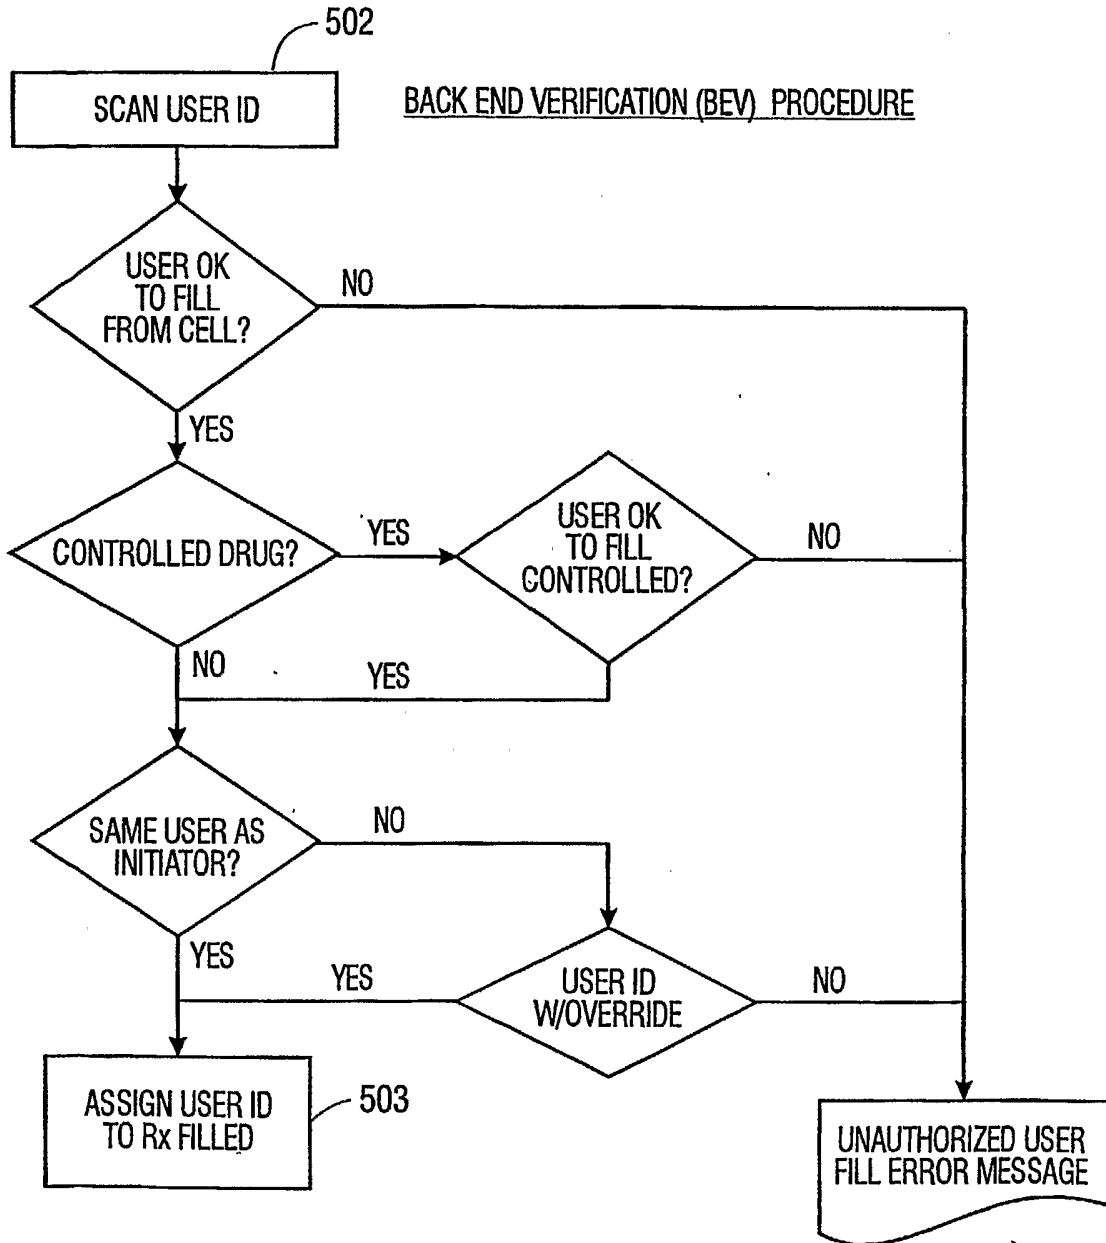 502
SCAN USER ID
BACK END VERIFICATION (BEV) PROCEDURE
USER OK
TO FILL
FROM CELL?
NO
YES
CONTROLLED DRUG?
YES
USER OK
TO FILL
CONTROLLED?
NO
NO
YES
SAME USER AS
INITIATOR?
NO
YES
YES
USER ID
W/OVERRIDE
NO
ASSIGN USER ID
TO Rx FILLED
503
UNAUTHORIZED USER
FILL ERROR MESSAGE